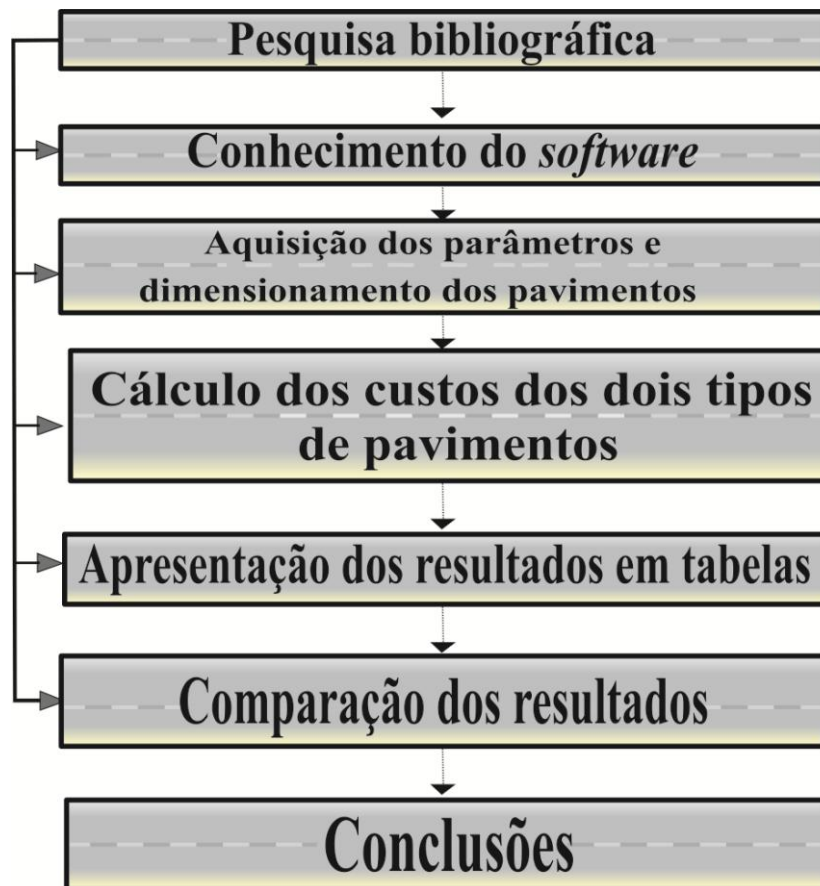 Pesquisa bibliográfica
Conhecimento do software
Aquisição dos parâmetros e
dimensionamento dos pavimentos
Cálculo dos custos dos dois tipos
de pavimentos
Apresentação dos resultados em tabelas
Comparação dos resultados
Conclusões